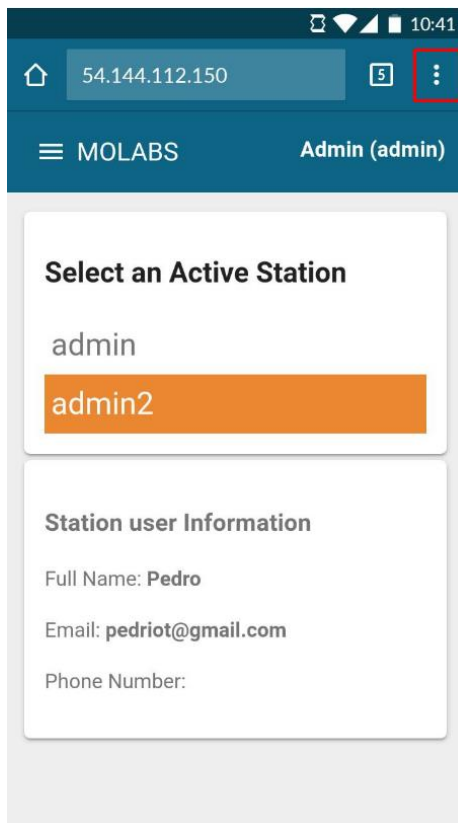 10:41
54.144.112.150 5
MOLABS Admin (admin)
Select an Active Station
admin
admin2
Station user Information
Full Name: Pedro
Email: pedriot@gmail.com
Phone Number: